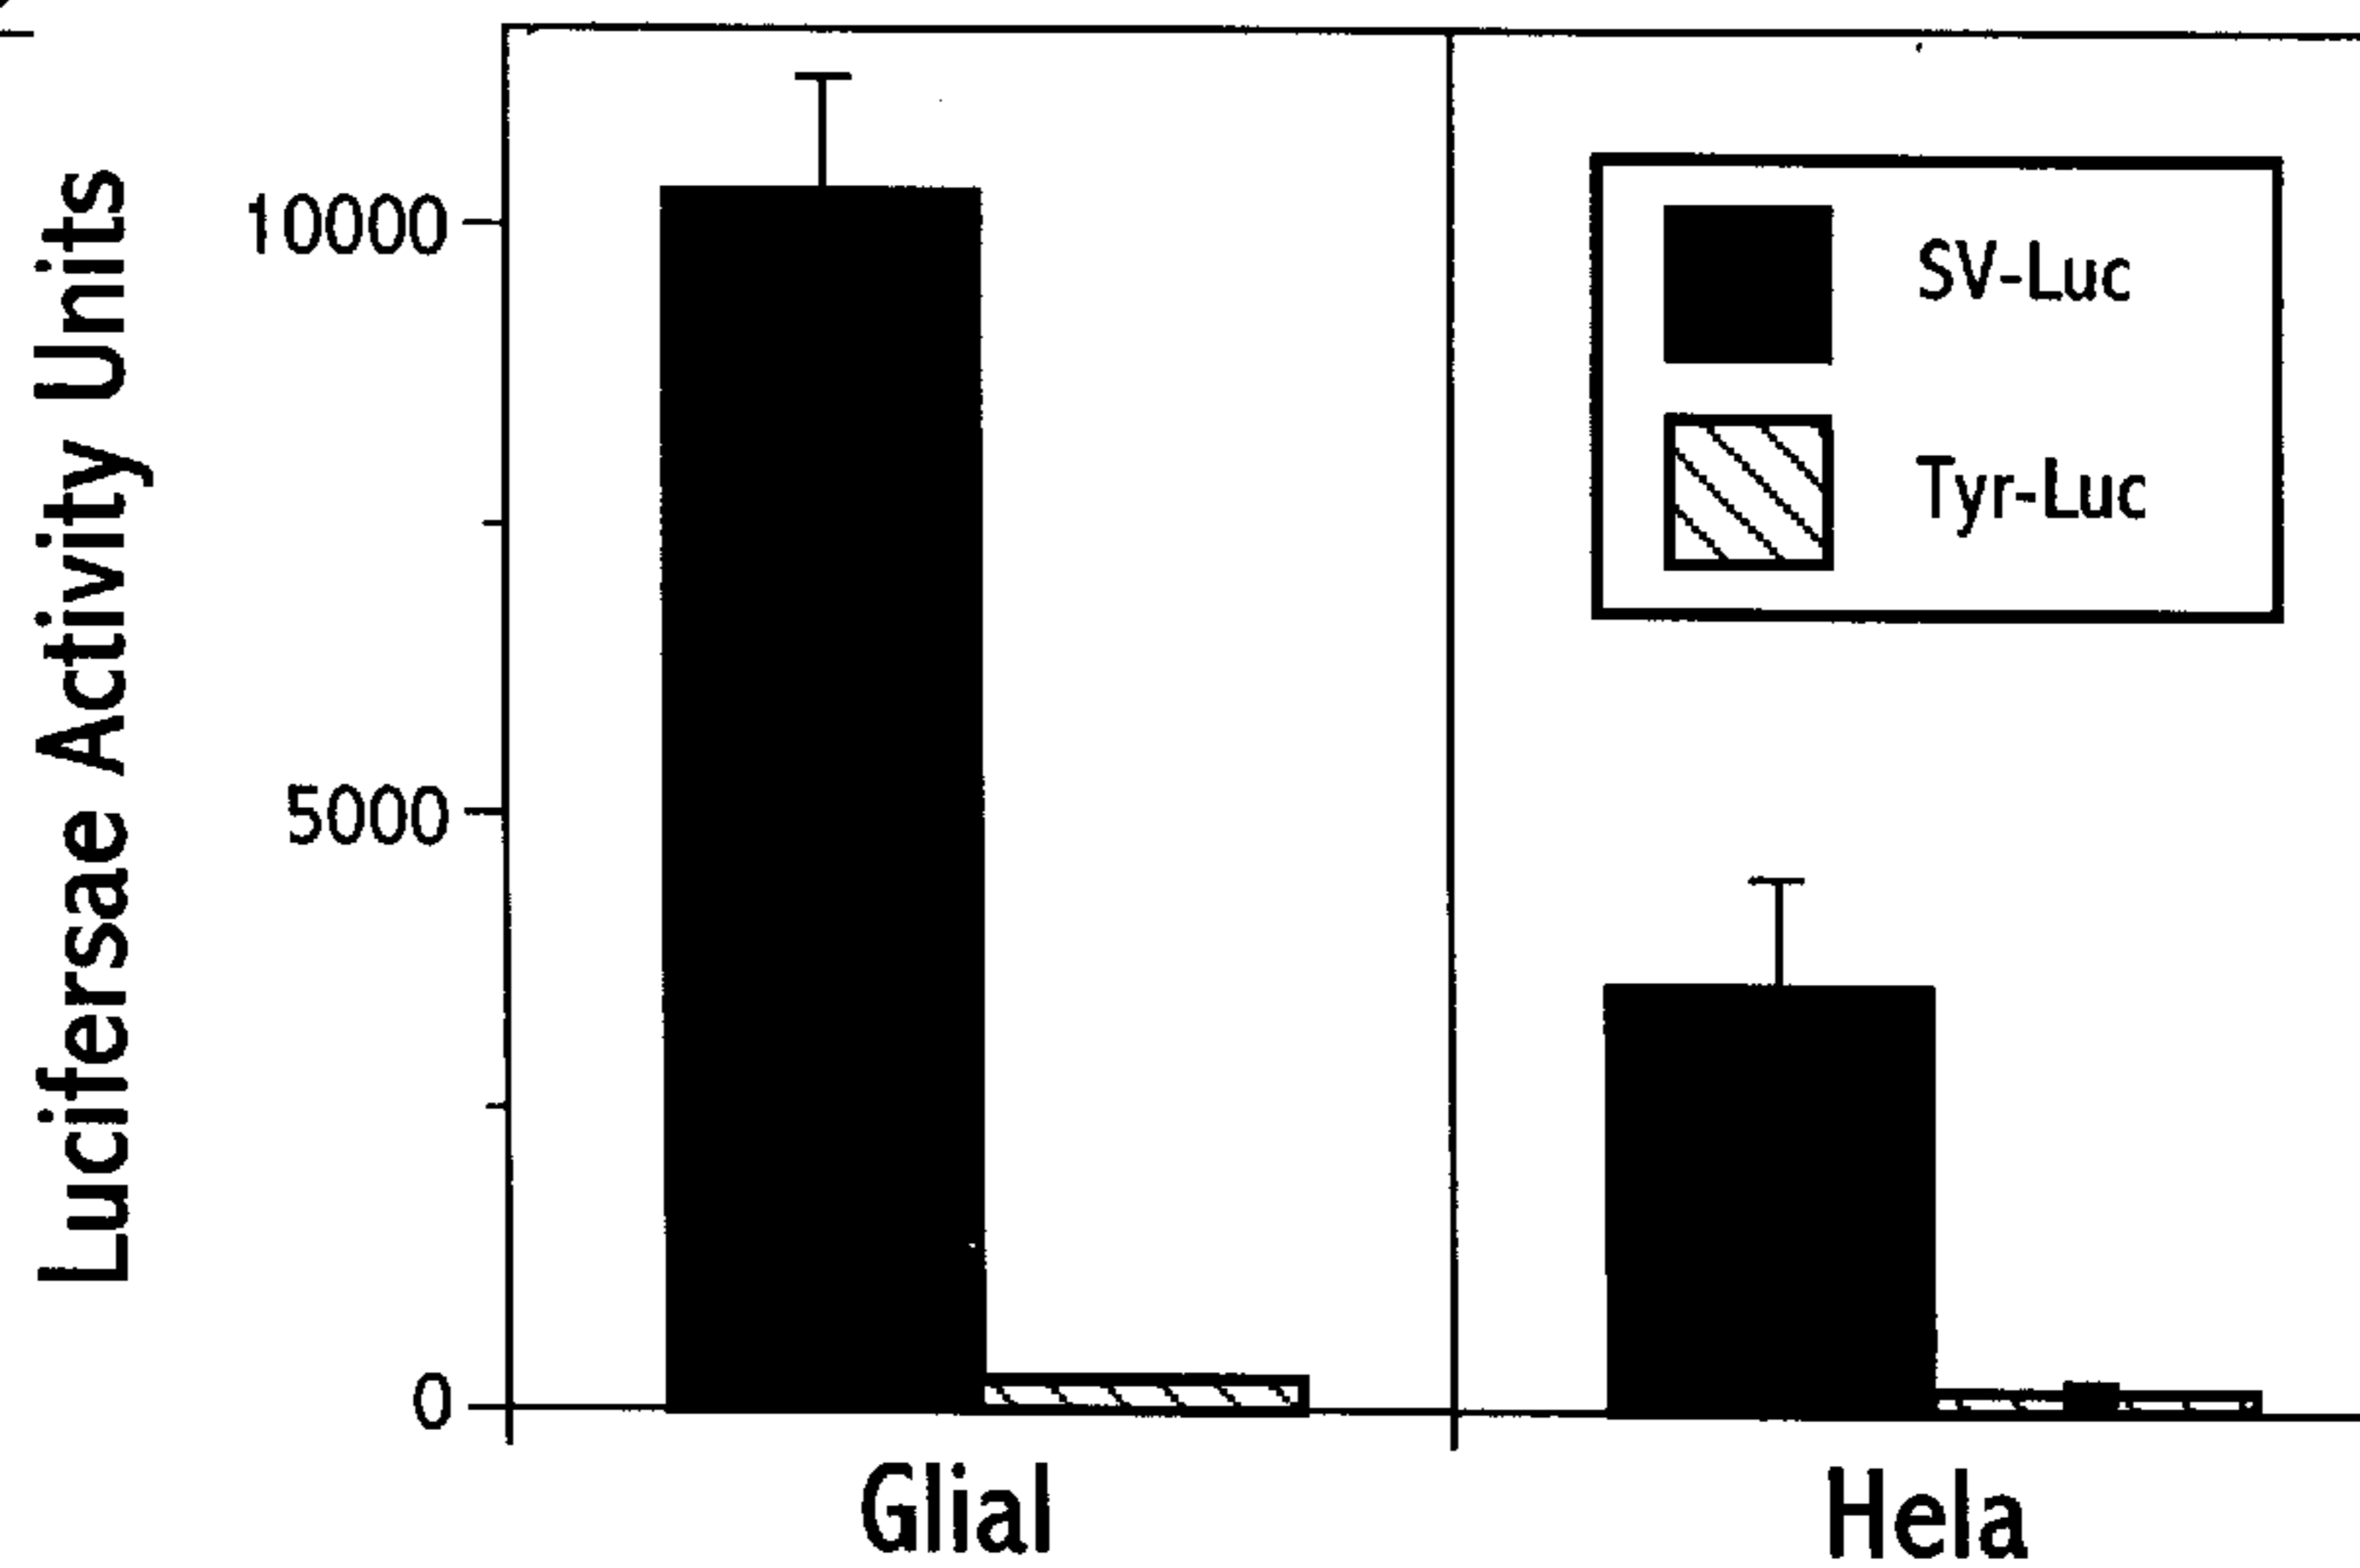 Lucifersae Activity Units
10000
5000
0
SV-Luc
Tyr-Luc
Glial
Hela